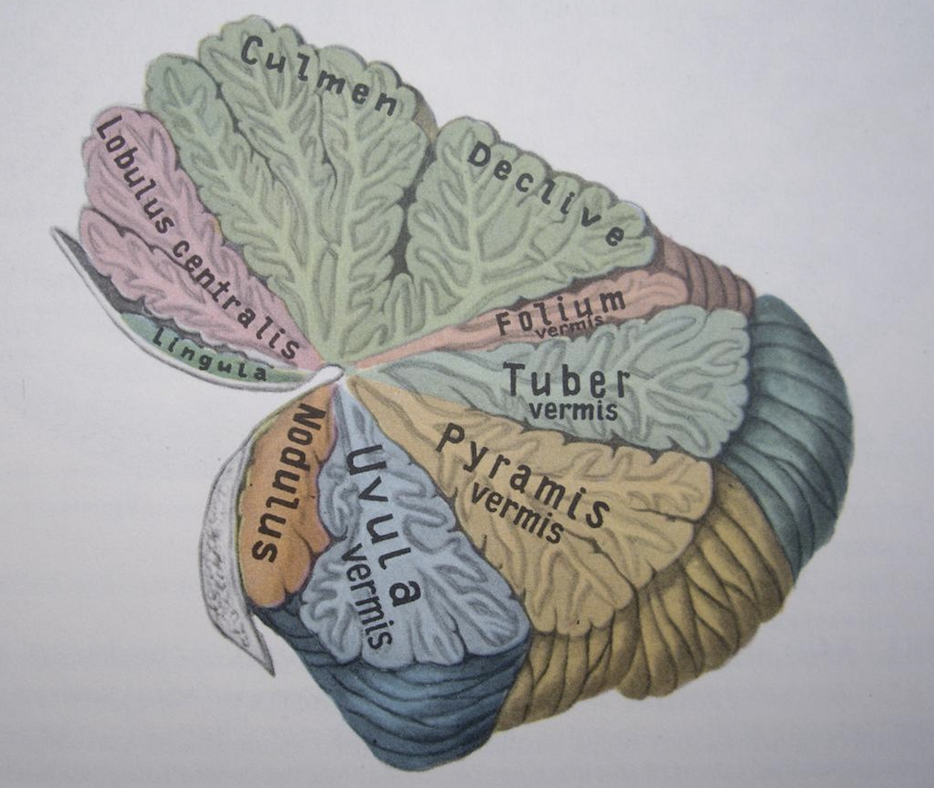 Culmen
Declive
Lobulus centralis
Folium
vermis
Lingula
Tuber
vermis
Nodulus
Pyramis
vermis
Uvula
vermis